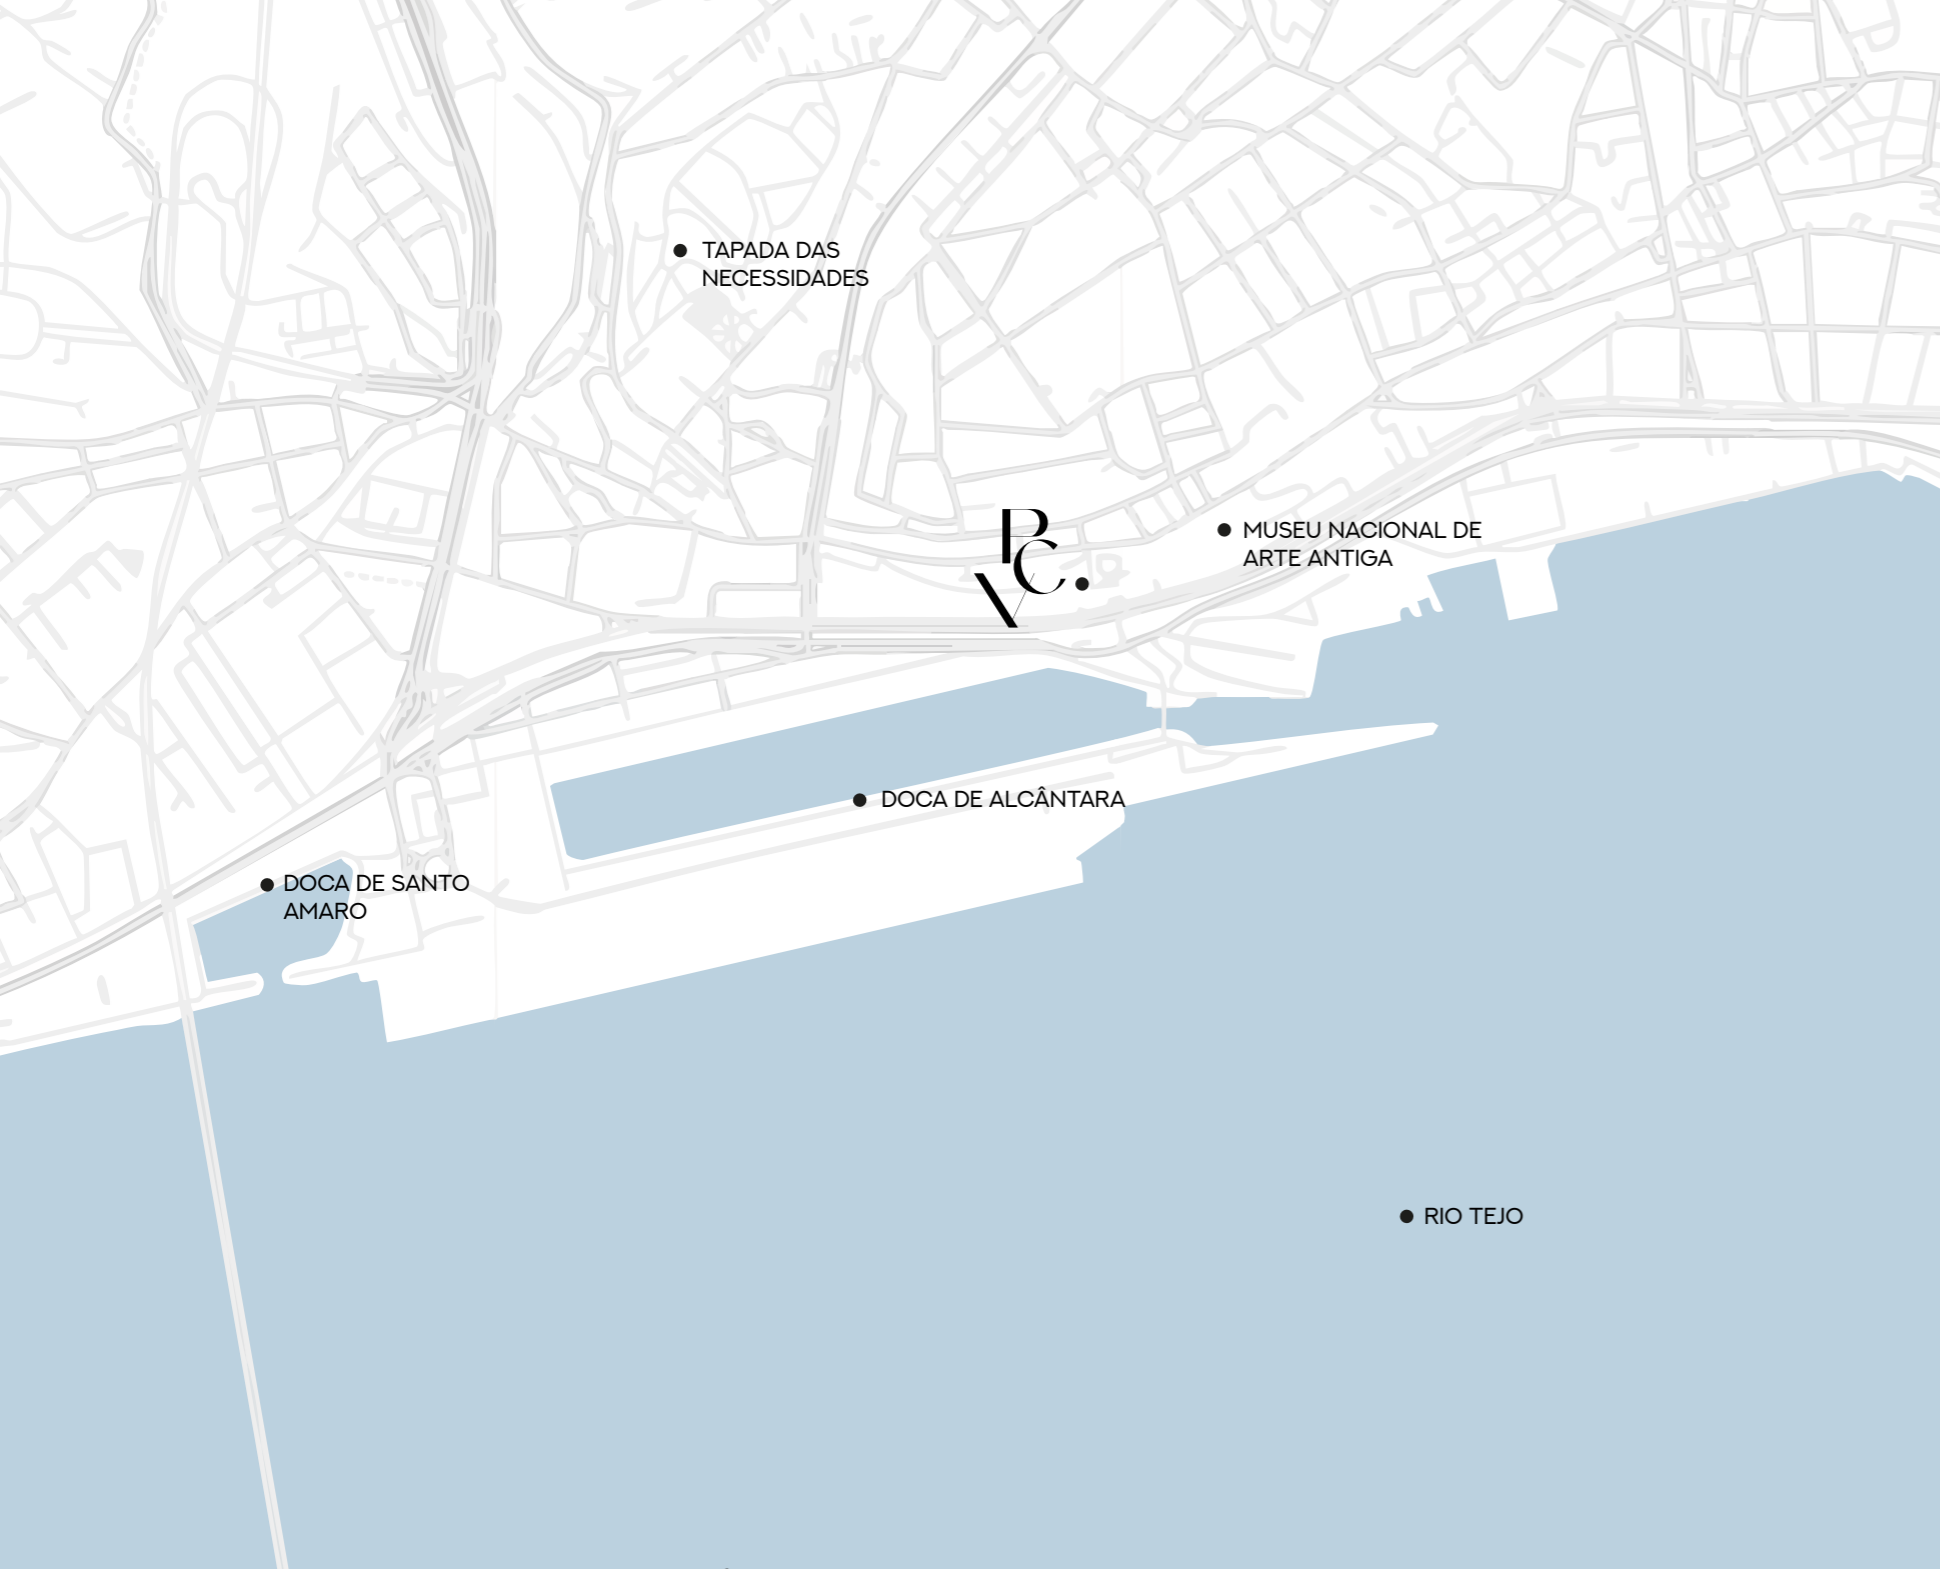 TAPADA DAS
NECESSIDADES
PCV
MUSEU NACIONAL DE
ARTE ANTIGA
DOCA DE ALCÂNTARA
DOCA DE SANTO
AMARO
RIO TEJO